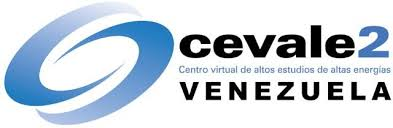 cevale2
Centro virtual de altos estudios de altas energías
VENEZUELA